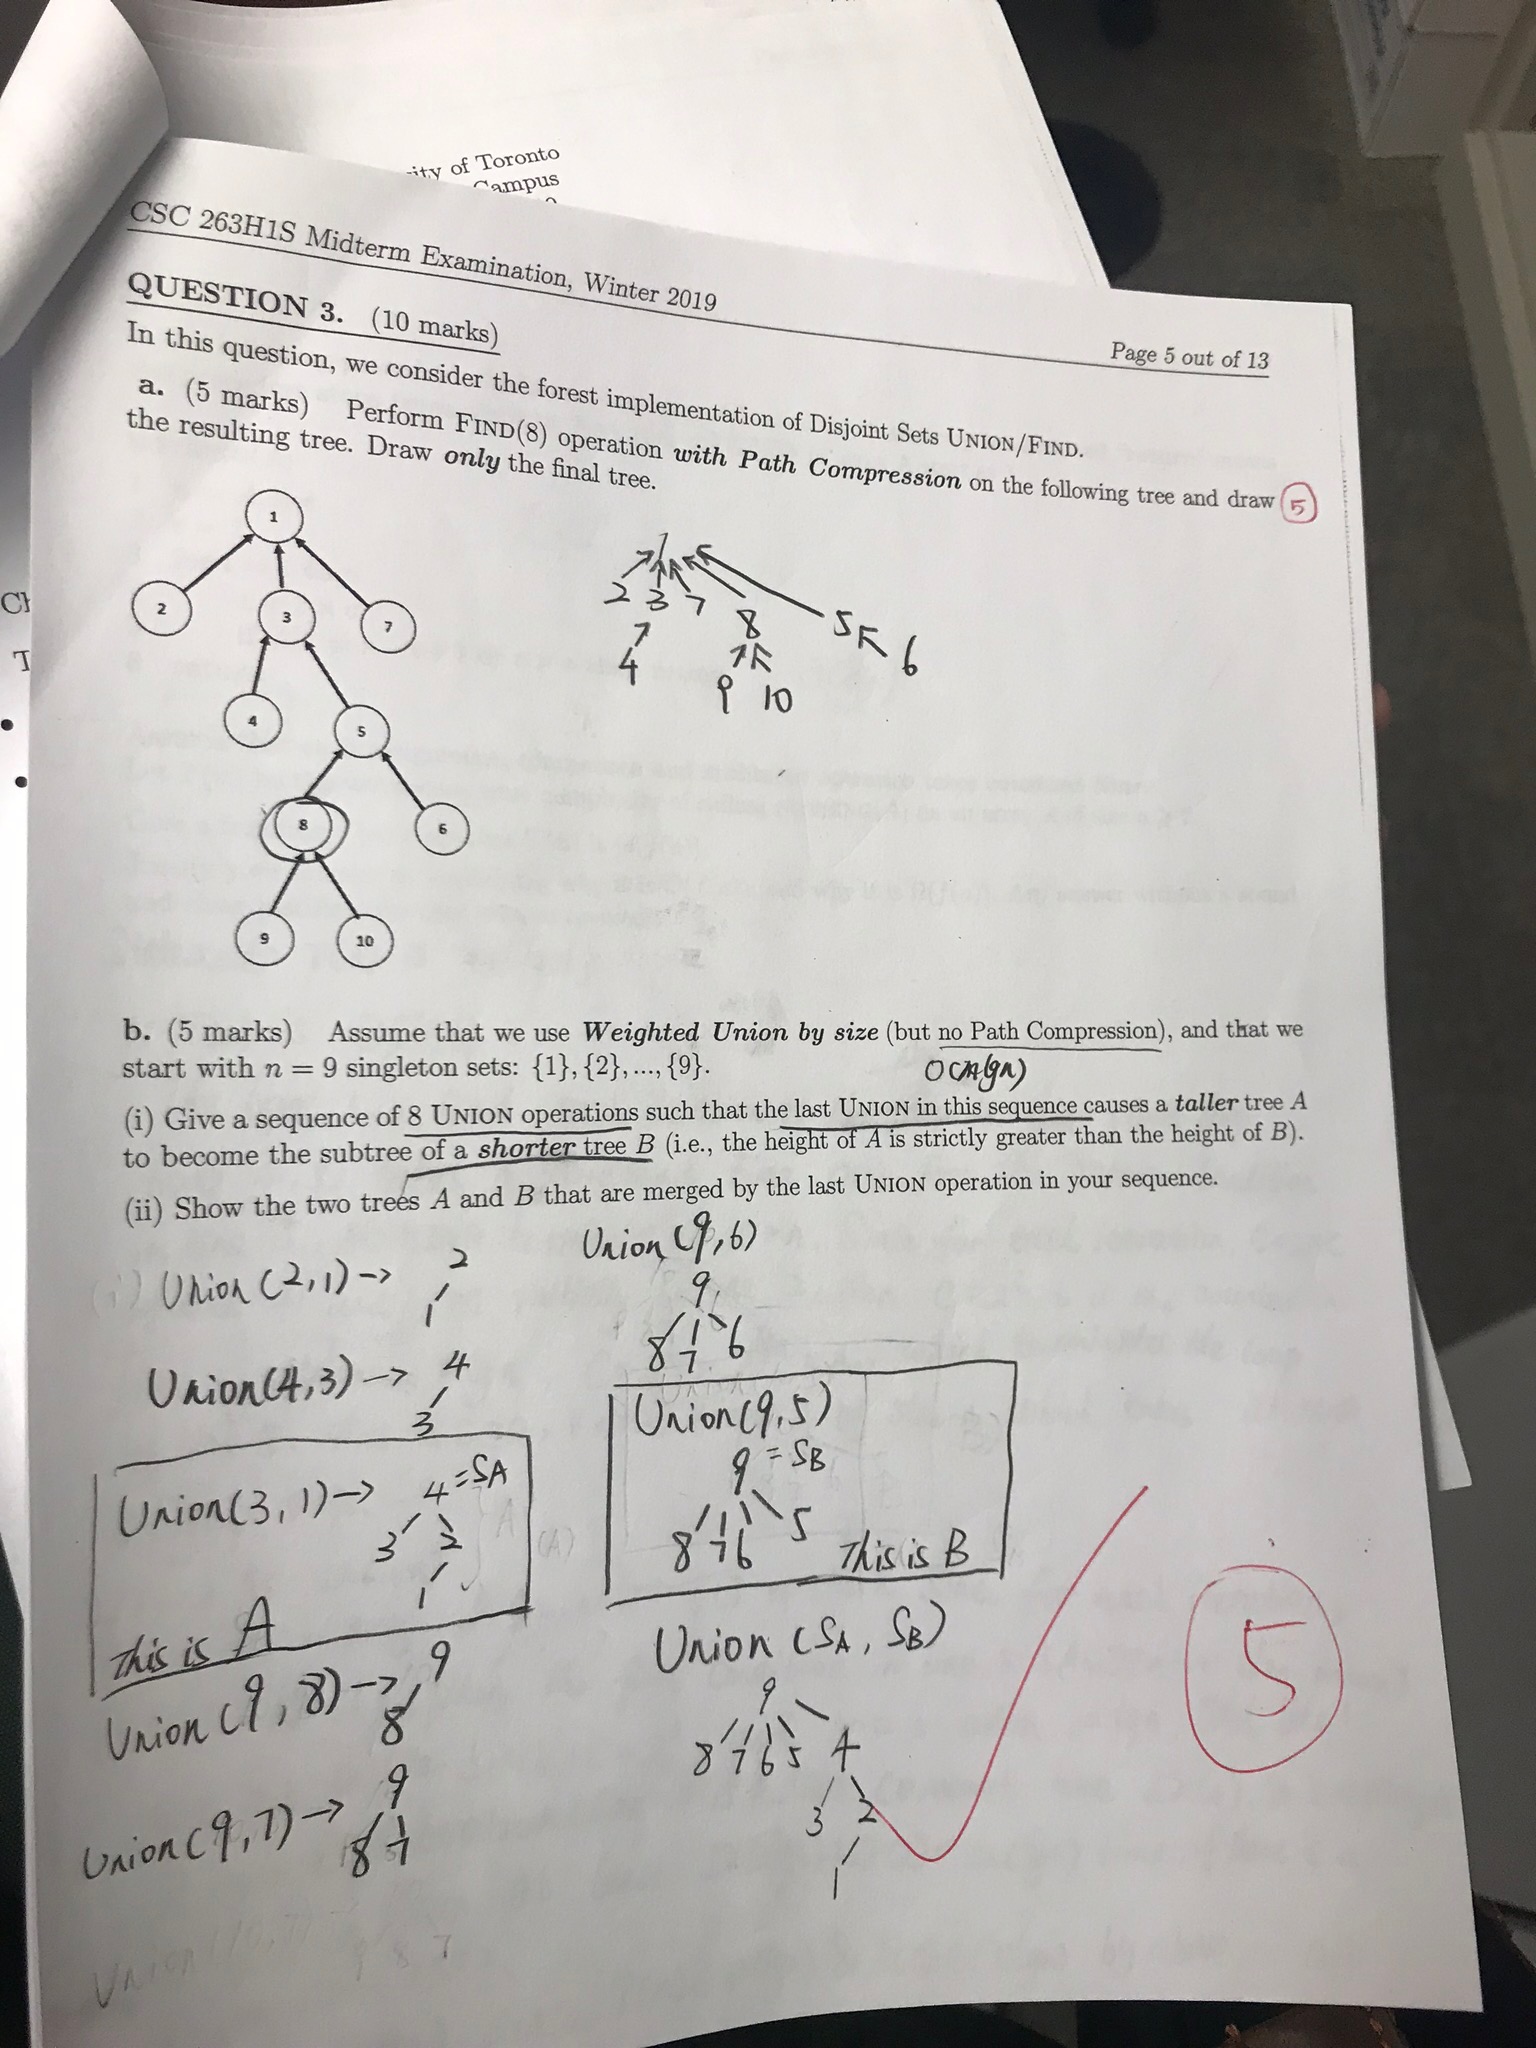 ity of Toronto
Campus
CSC 263H1S Midterm Examination, Winter 2019
Page 5 out of 13
QUESTION 3. (10 marks)
In this question, we consider the forest implementation of Disjoint Sets UNION/FIND.
a. (5 marks) Perform FIND(8) operation with Path Compression on the following tree and draw
the resulting tree. Draw only the final tree.
5
1
2 3 7
4 5
8 6
9 10
1
2 3 7 8 5 6
4 9 10
b. (5 marks) Assume that we use Weighted Union by size (but no Path Compression), and that we
start with n = 9 singleton sets: {1}, {2}, ..., {9}.
(i) Give a sequence of 8 UNION operations such that the last UNION in this sequence causes a taller tree A
to become the subtree of a shorter tree B (i.e., the height of A is strictly greater than the height of B).
(ii) Show the two trees A and B that are merged by the last UNION operation in your sequence.
Union (2,1) ->
2
1
Union(4,3) ->
4
3
Union(3, 1) ->
4 = SA
3 2
1
This is A
Union (9, 8) ->
9
8
Union(9,7) ->
9
8 7
Union (9,6)
9
8 7 6
Union(9,5)
9 = SB
8 7 6 5
This is B
Union (SA, SB)
9
8 7 6 5 4
3 2
1
5